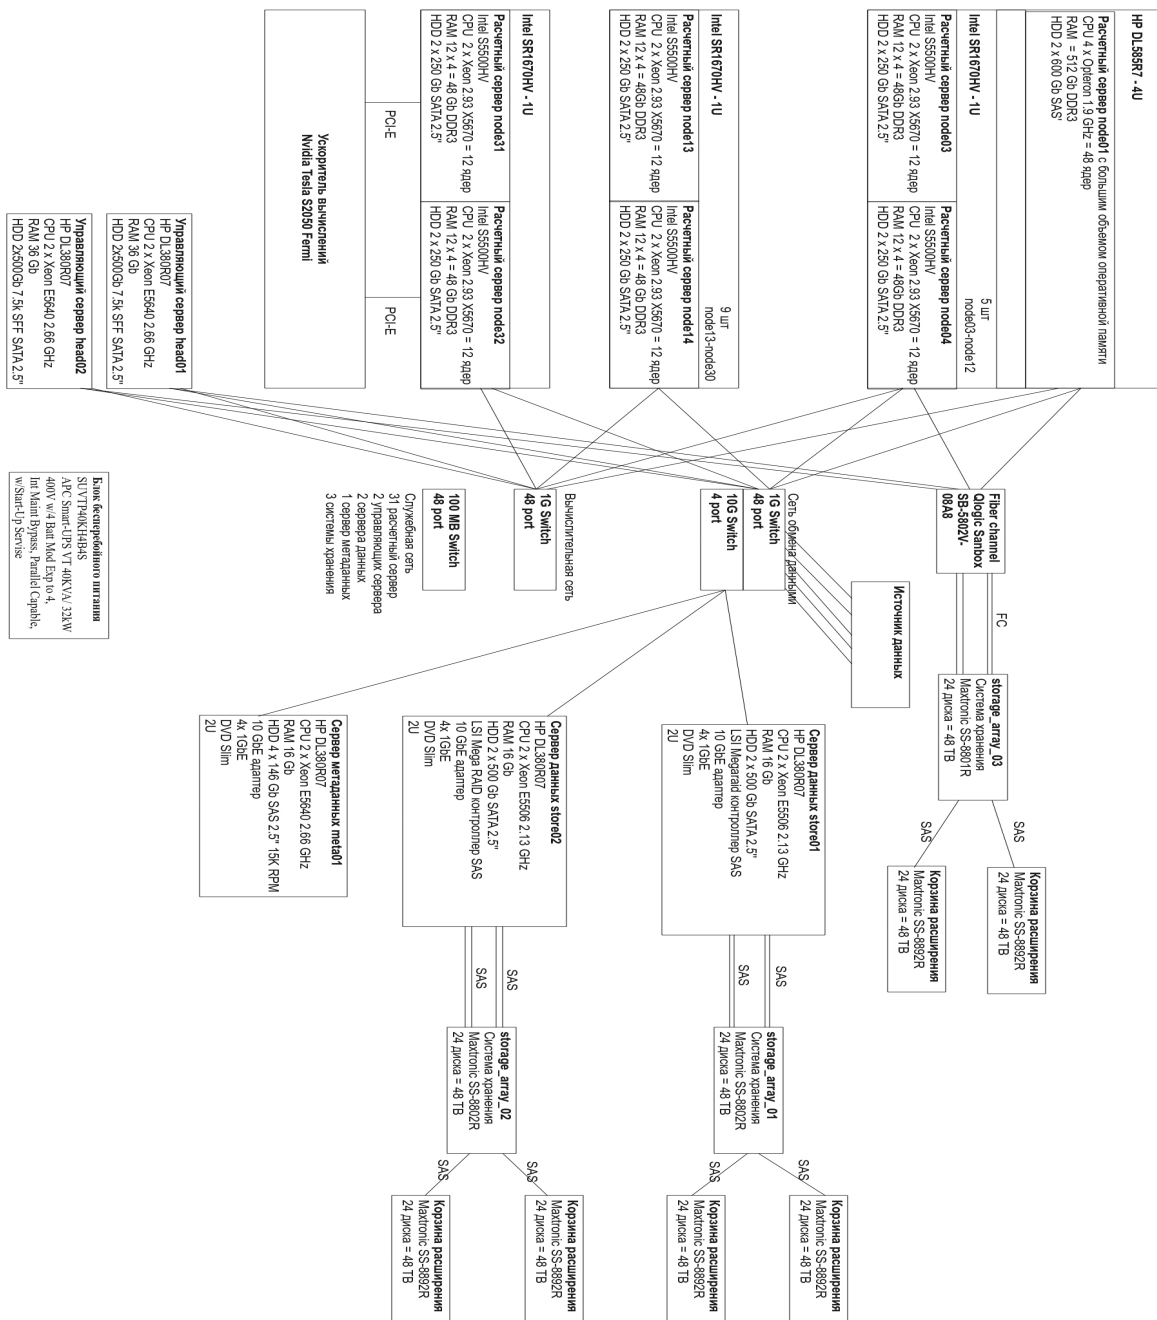 HP DL585R7 - 4U
Расчетный сервер node01 с большим объемом оперативной памяти
CPU 4 x Opteron 1.9 GHz = 48 ядер
RAM = 512 Gb DDR3
HDD 2 x 600 Gb SAS'
Intel SR1670HV - 1U
5 шт
node03-node12
Расчетный сервер node03
Intel S5500HV
CPU 2 x Xeon 2.93 X5670 = 12 ядер
RAM 12 x 4 = 48Gb DDR3
HDD 2 x 250 Gb SATA 2.5"
Расчетный сервер node04
Intel S5500HV
CPU 2 x Xeon 2.93 X5670 = 12 ядер
RAM 12 x 4 = 48Gb DDR3
HDD 2 x 250 Gb SATA 2.5"
Intel SR1670HV - 1U
9 шт
node13-node30
Расчетный сервер node13
Intel S5500HV
CPU 2 x Xeon 2.93 X5670 = 12 ядер
RAM 12 x 4 = 48Gb DDR3
HDD 2 x 250 Gb SATA 2.5"
Расчетный сервер node14
Intel S5500HV
CPU 2 x Xeon 2.93 X5670 = 12 ядер
RAM 12 x 4 = 48 Gb DDR3
HDD 2 x 250 Gb SATA 2.5"
Intel SR1670HV - 1U
Расчетный сервер node31
Intel S5500HV
CPU 2 x Xeon 2.93 X5670 = 12 ядер
RAM 12 x 4 = 48 Gb DDR3
HDD 2 x 250 Gb SATA 2.5"
Расчетный сервер node32
Intel S5500HV
CPU 2 x Xeon 2.93 X5670 = 12 ядер
RAM 12 x 4 = 48 Gb DDR3
HDD 2 x 250 Gb SATA 2.5"
PCI-E
PCI-E
Ускоритель вычислений
Nvidia Tesla S2050 Fermi
Управляющий сервер head01
HP DL380R07
CPU 2 x Xeon E5640 2.66 GHz
RAM 36 Gb
HDD 2x500Gb 7.5k SFF SATA 2.5"
Управляющий сервер head02
HP DL380R07
CPU 2 x Xeon E5640 2.66 GHz
RAM 36 Gb
HDD 2x500Gb 7.5k SFF SATA 2.5"
Fiber channel
Qlogic Sanbox
SB-5802V-
08A8
FC
Сеть обмена данными
1G Switch
48 port
10G Switch
4 port
Источник данных
Вычислительная сеть
1G Switch
48 port
100 MB Switch
48 port
Служебная сеть
31 расчетный сервер
2 управляющих сервера
2 сервера данных
1 сервер метаданных
3 системы хранения
Блок бесперебойного питания
SUVTP40KH4B4S
APC Smart-UPS VT 40KVA/ 32kW
400V w/4 Batt Mod Exp to 4,
Int Maint Bypass, Parallel Capable,
w/Start-Up Servise
storage_array_03
Система хранения
Maxtronic SS-8801R
24 диска = 48 TB
SAS
SAS
Корзина расширения
Maxtronic SS-8892R
24 диска = 48 TB
Корзина расширения
Maxtronic SS-8892R
24 диска = 48 TB
Сервер данных store01
HP DL380R07
CPU 2 x Xeon E5506 2.13 GHz
RAM 16 Gb
HDD 2 x 500 Gb SATA 2.5"
LSI Megaraid контроллер SAS
10 GbE адаптер
4x 1GbE
DVD Slim
2U
SAS
SAS
storage_array_01
Система хранения
Maxtronic SS-8802R
24 диска = 48 TB
SAS
SAS
Корзина расширения
Maxtronic SS-8892R
24 диска = 48 TB
Корзина расширения
Maxtronic SS-8892R
24 диска = 48 TB
Сервер данных store02
HP DL380R07
CPU 2 x Xeon E5506 2.13 GHz
RAM 16 Gb
HDD 2 x 500 Gb SATA 2.5"
LSI Mega RAID контроллер SAS
10 GbE адаптер
4x 1GbE
DVD Slim
2U
SAS
SAS
storage_array_02
Система хранения
Maxtronic SS-8802R
24 диска = 48 TB
SAS
SAS
Корзина расширения
Maxtronic SS-8892R
24 диска = 48 TB
Корзина расширения
Maxtronic SS-8892R
24 диска = 48 TB
Сервер метаданных meta01
HP DL380R07
CPU 2 x Xeon E5640 2.66 GHz
RAM 16 Gb
HDD 4 x 146 Gb SAS 2.5" 15K RPM
10 GbE адаптер
4x 1GbE
DVD Slim
2U